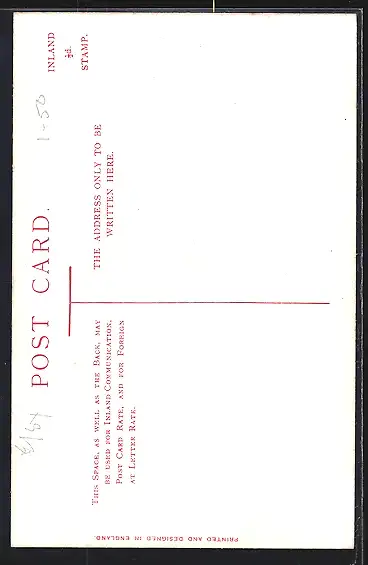 POST CARD.
INLAND
½d.
STAMP.
1-50
THIS SPACE, AS WELL AS THE BACK, MAY
BE USED FOR INLAND COMMUNICATION,
POST CARD RATE, AND FOR FOREIGN
AT LETTER RATE.
THE ADDRESS ONLY TO BE
WRITTEN HERE.
PRINTED AND DESIGNED IN ENGLAND.